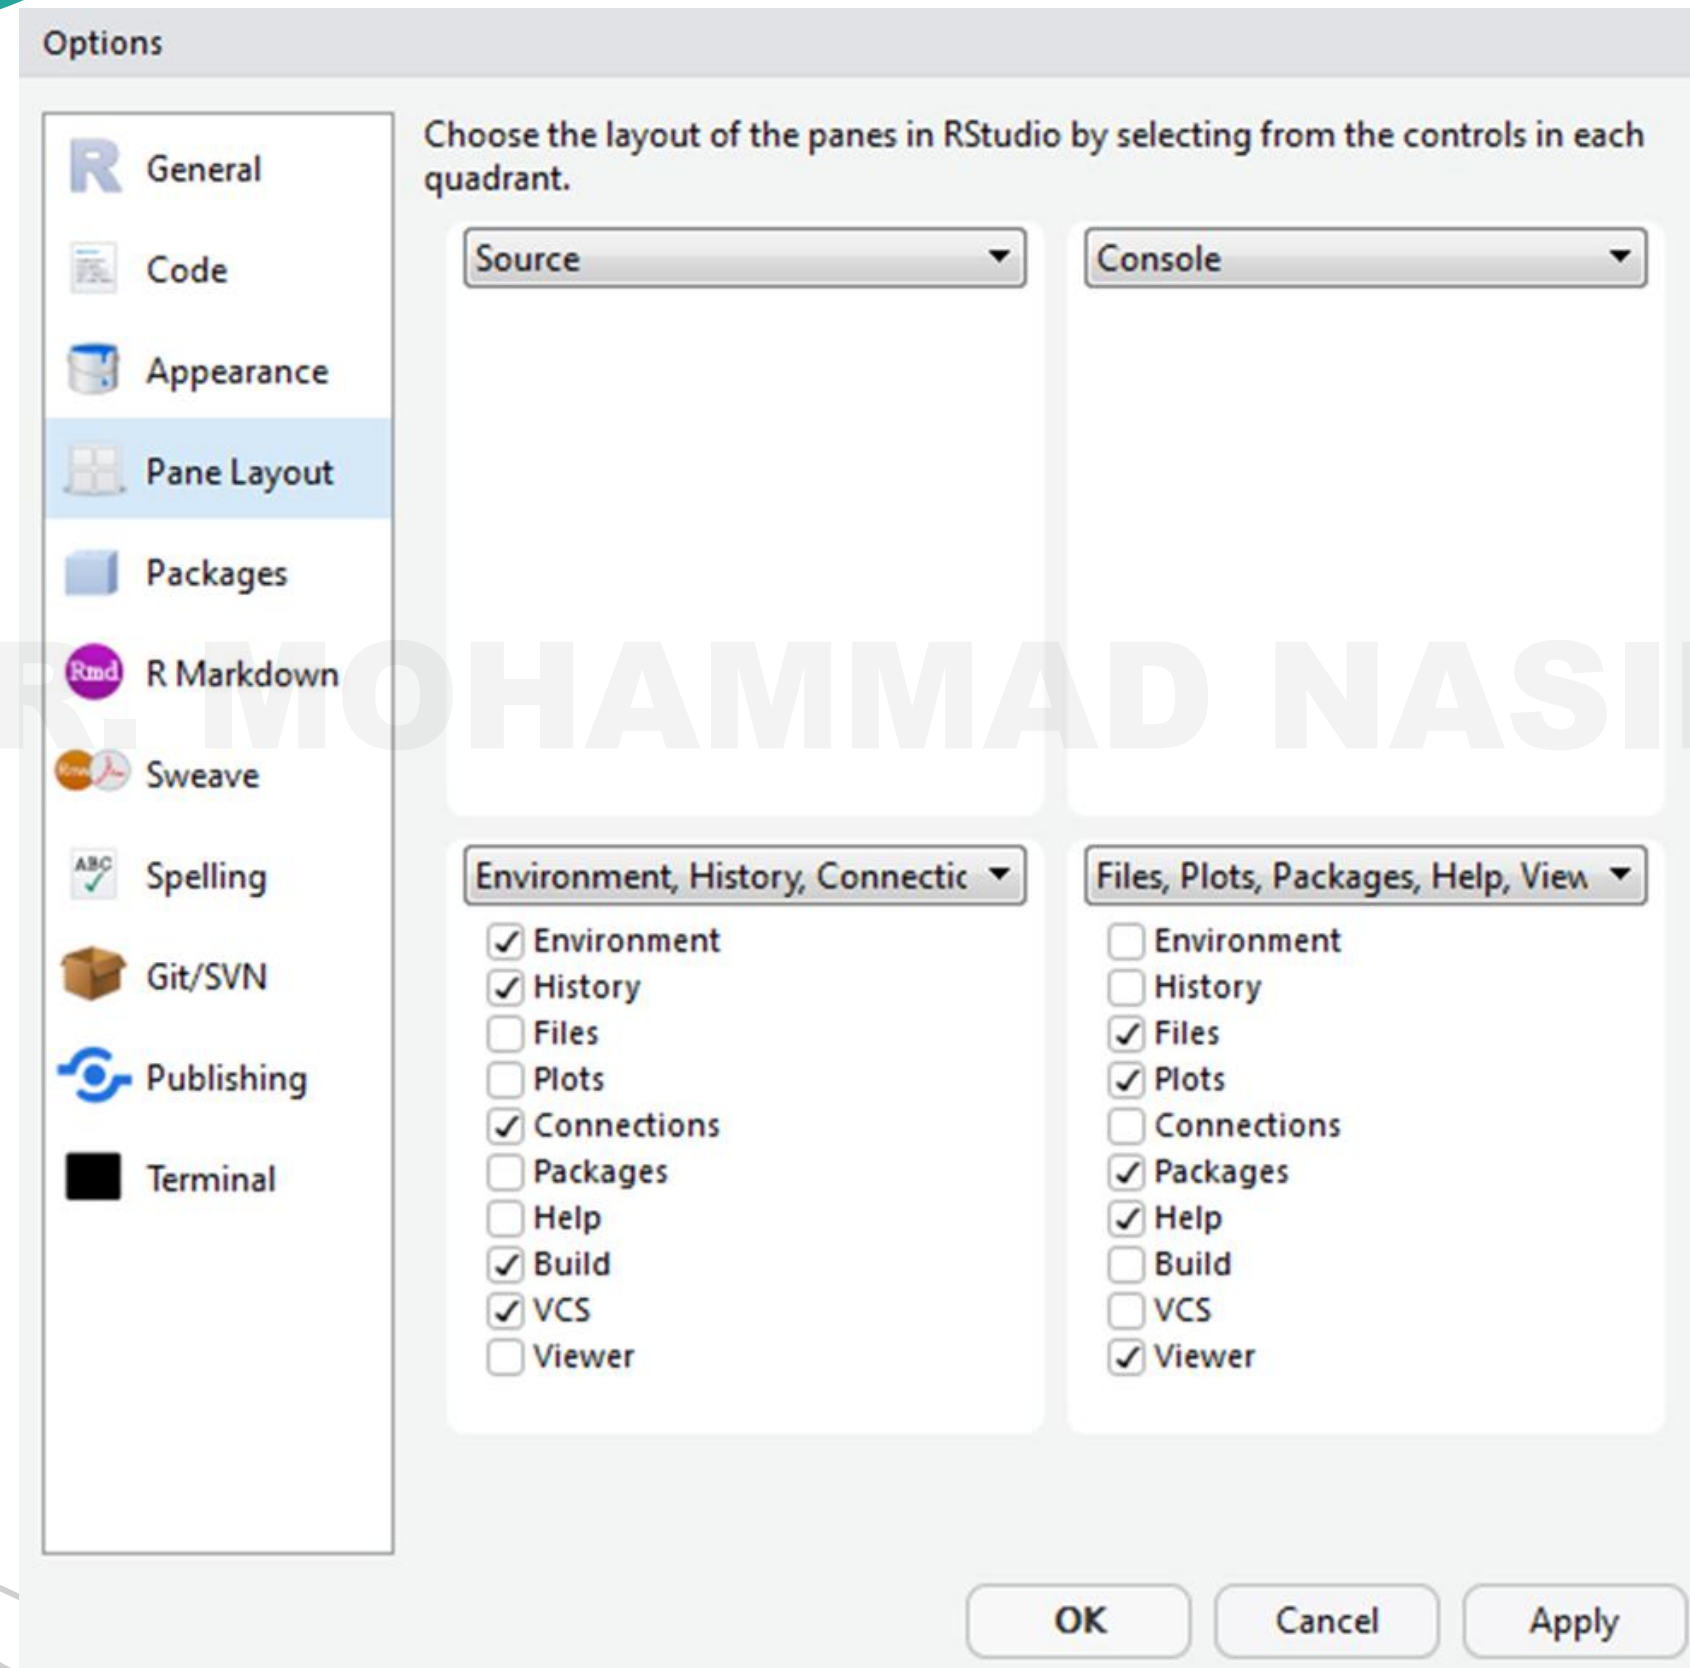 Options
General
Code
Appearance
Pane Layout
Packages
R Markdown
Sweave
Spelling
Git/SVN
Publishing
Terminal
Choose the layout of the panes in RStudio by selecting from the controls in each
quadrant.
Source
Console
Environment, History, Connectic
Environment
History
Files
Plots
Connections
Packages
Help
Build
VCS
Viewer
Files, Plots, Packages, Help, View
Environment
History
Files
Plots
Connections
Packages
Help
Build
VCS
Viewer
OK
Cancel
Apply
R. MOHAMMAD NASI
R
Rmd
ABC